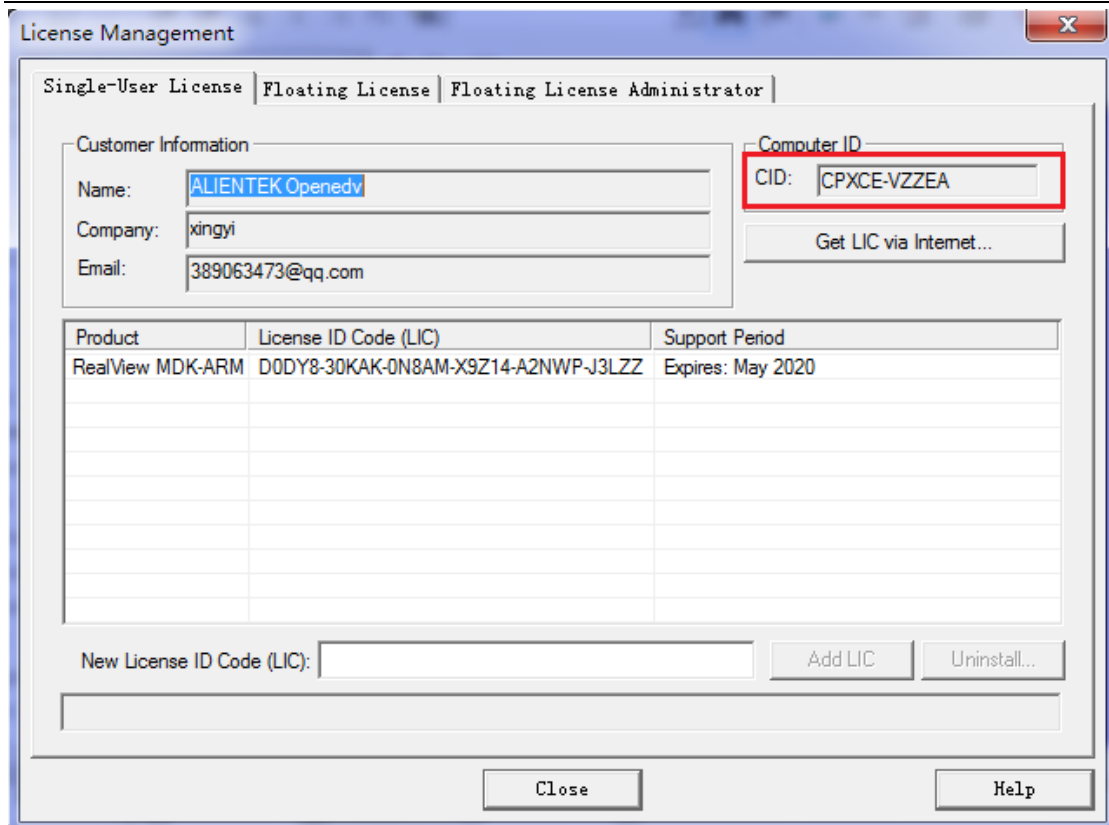 License Management
Single-User License
Floating License
Floating License Administrator
Customer Information
Name: ALIENTEK Openedv
Company: xingyi
Email: 389063473@qq.com
Computer ID
CID: CPXCE-VZZEA
Get LIC via Internet...
Product License ID Code (LIC) Support Period
RealView MDK-ARM D0DY8-30KAK-0N8AM-X9Z14-A2NWP-J3LZZ Expires: May 2020
New License ID Code (LIC):
Add LIC
Uninstall...
Close
Help